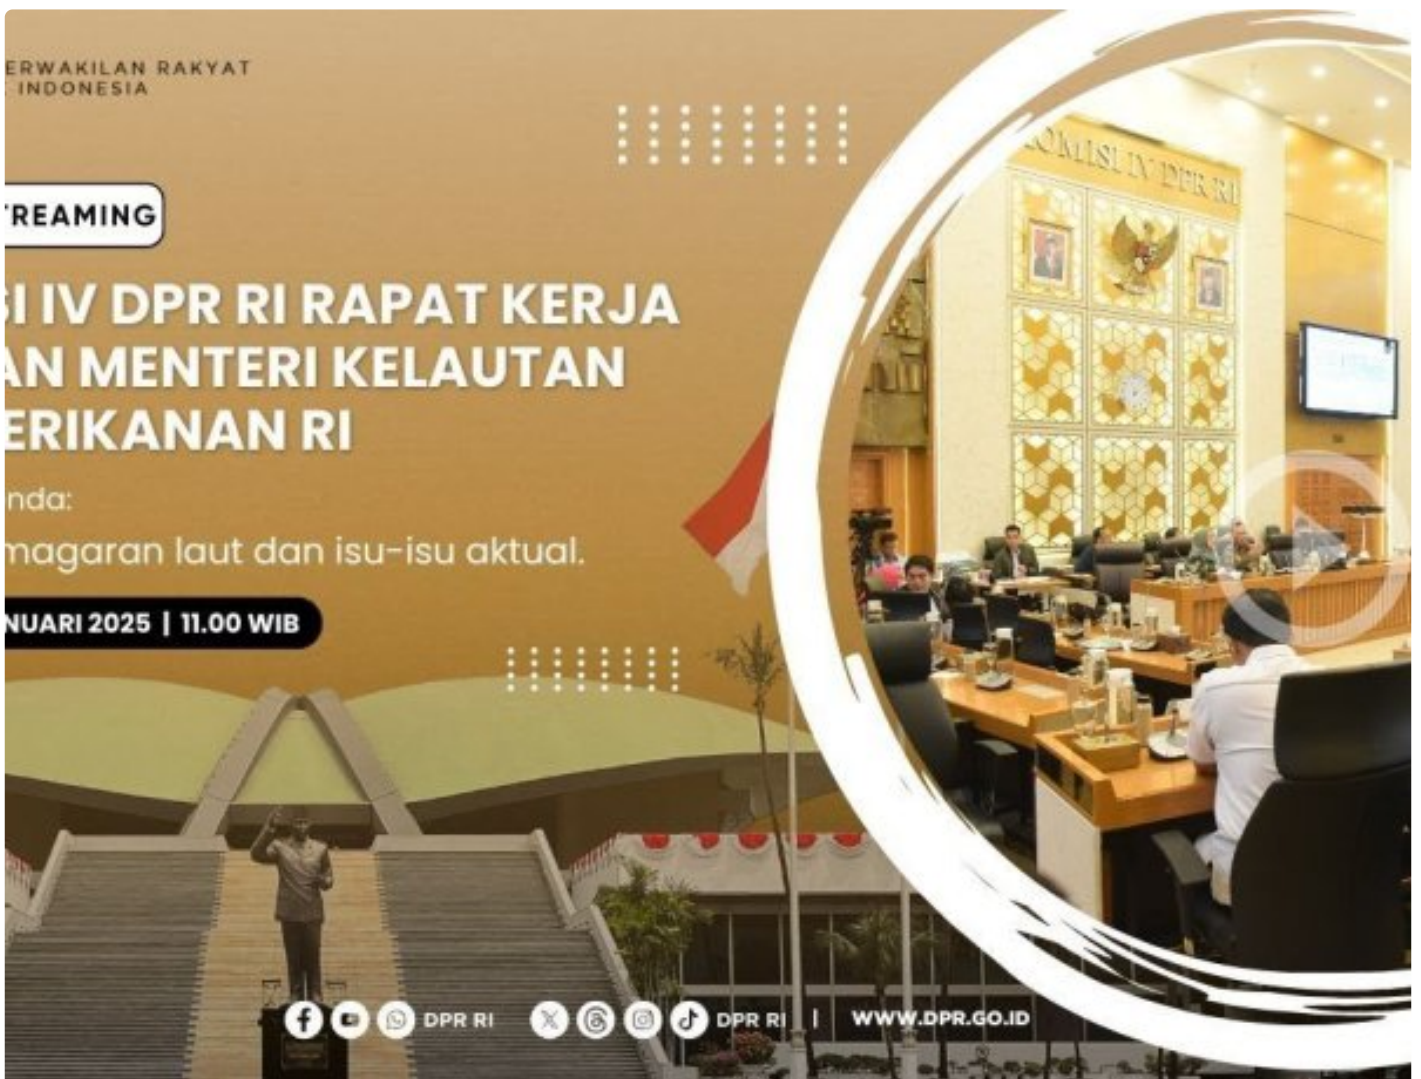 ERWAKILAN RAKYAT
INDONESIA
TREAMING
SI IV DPR RI RAPAT KERJA
AN MENTERI KELAUTAN
ERIKANAN RI
nda:
magaran laut dan isu-isu aktual.
NUARI 2025 | 11.00 WIB
KOMISI IV DPR RI
DPR RI
DPR RI | WWW.DPR.GO.ID